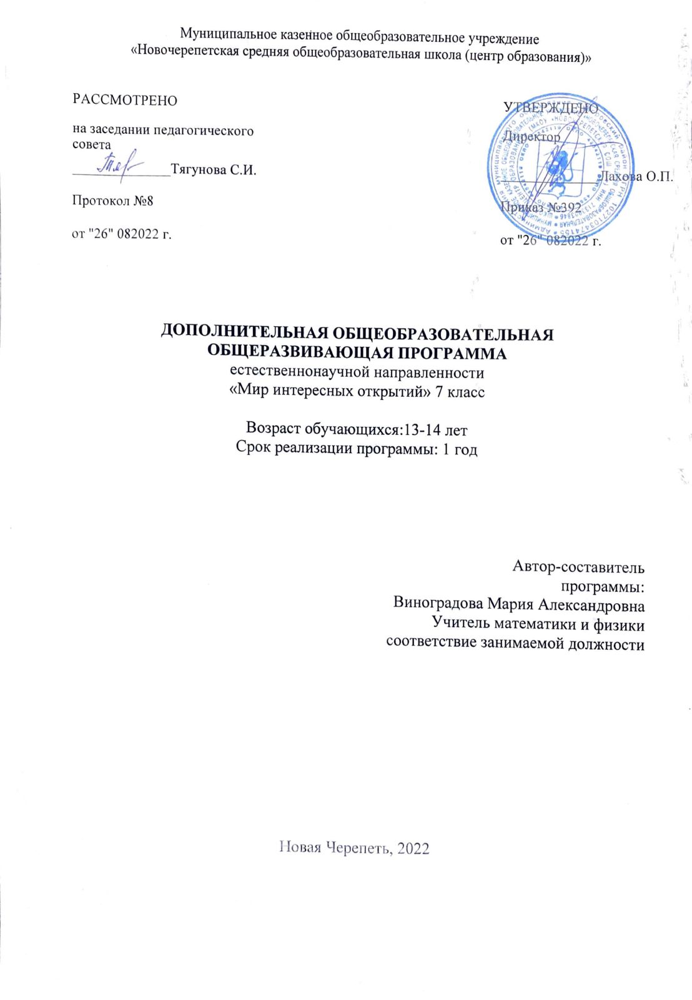 Муниципальное казенное общеобразовательное учреждение
«Новочерепетская средняя общеобразовательная школа (центр образования)»
РАССМОТРЕНО
на заседании педагогического
совета
Тягунова С.И.
Протокол №8
от "26" 082022 г.
УТВЕРЖДЕНО
Директор
Лахова О.П.
Приказ №392
от "26" 082022 г.
ДОПОЛНИТЕЛЬНАЯ ОБЩЕОБРАЗОВАТЕЛЬНАЯ
ОБЩЕРАЗВИВАЮЩАЯ ПРОГРАММА
естественнонаучной направленности
«Мир интересных открытий» 7 класс
Возраст обучающихся:13-14 лет
Срок реализации программы: 1 год
Автор-составитель
программы:
Виноградова Мария Александровна
Учитель математики и физики
соответствие занимаемой должности
Новая Черепеть, 2022